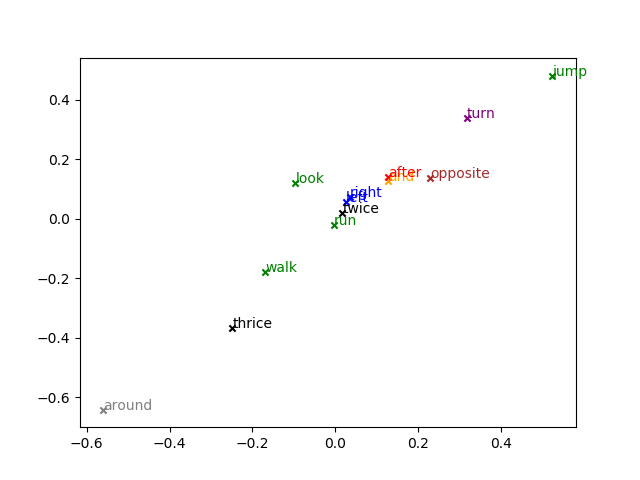 jump
0.4
turn
0.2
look
after
and
opposite
right
left
twice
0.0
run
walk
−0.2
thrice
−0.4
−0.6
around
−0.6
−0.4
−0.2
0.0
0.2
0.4